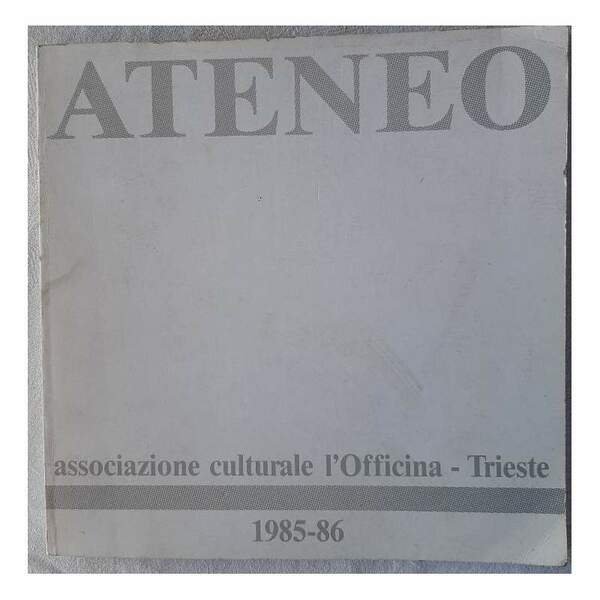 ATENEO
associazione culturale l'Officina - Trieste
1985-86